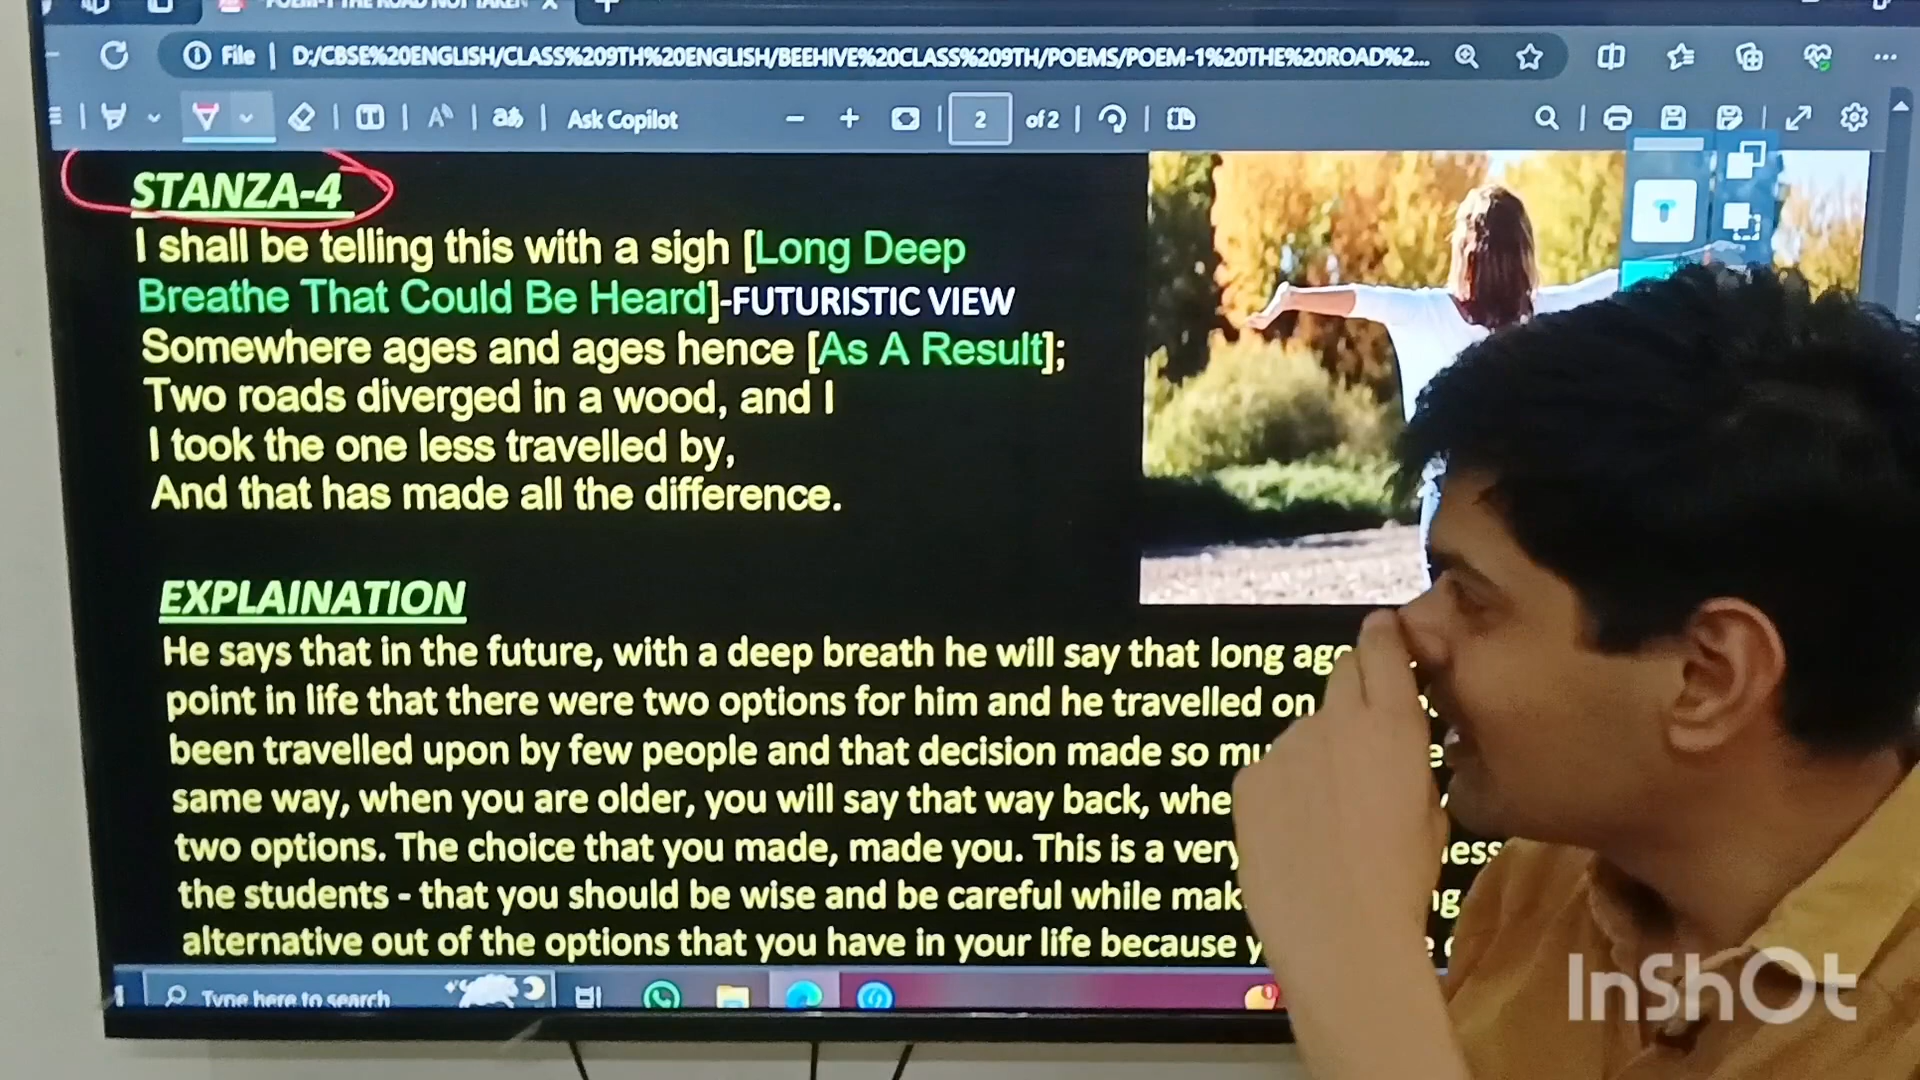 POEM-1 THE ROAD NOT TAKEN
File | D:/CBSE%20ENGLISH/CLASS%209TH%20ENGLISH/BEEHIVE%20CLASS%209TH/POEMS/POEM-1%20THE%20ROAD%2...
Ask Copilot 2 of 2
STANZA-4
I shall be telling this with a sigh [Long Deep
Breathe That Could Be Heard]-FUTURISTIC VIEW
Somewhere ages and ages hence [As A Result];
Two roads diverged in a wood, and I
I took the one less travelled by,
And that has made all the difference.
EXPLAINATION
He says that in the future, with a deep breath he will say that long
point in life that there were two options for him and he travelled on
been travelled upon by few people and that decision made so
same way, when you are older, you will say that way back,
two options. The choice that you made, made you. This is a very
the students - that you should be wise and be careful while
alternative out of the options that you have in your life because
Type here to search
InShOt